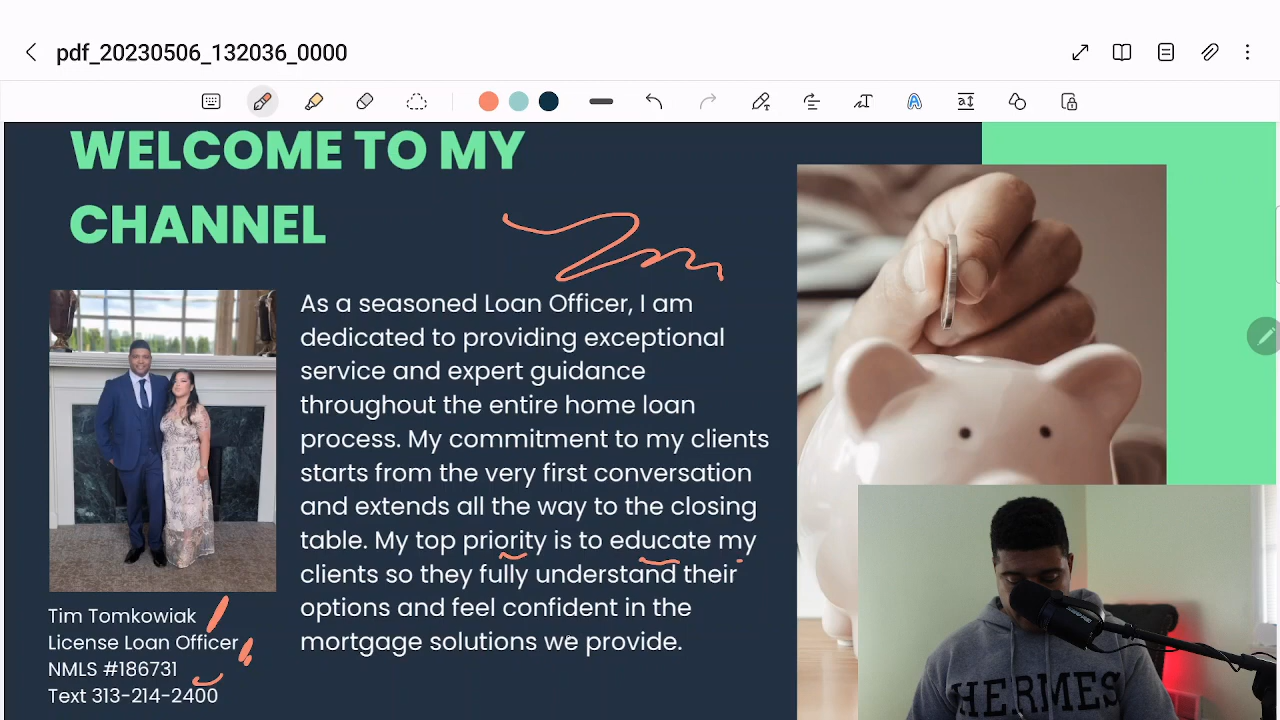 pdf_20230506_132036_0000
WELCOME TO MY
CHANNEL
As a seasoned Loan Officer, I am
dedicated to providing exceptional
service and expert guidance
throughout the entire home loan
process. My commitment to my clients
starts from the very first conversation
and extends all the way to the closing
table. My top priority is to educate my
clients so they fully understand their
options and feel confident in the
mortgage solutions we provide.
Tim Tomkowiak
License Loan Officer
NMLS #186731
Text 313-214-2400
HERMES